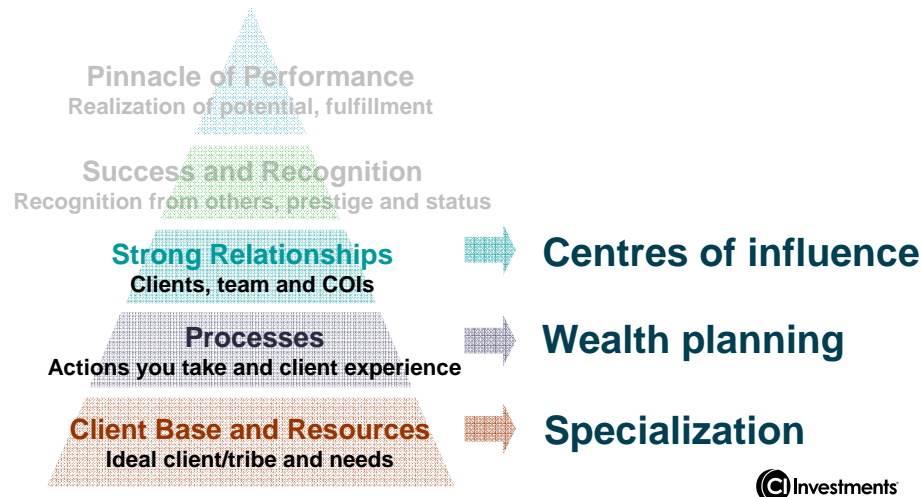 Pinnacle of Performance
Realization of potential, fulfillment
Success and Recognition
Recognition from others, prestige and status
Strong Relationships
Clients, team and COIs
Centres of influence
Processes
Actions you take and client experience
Wealth planning
Client Base and Resources
Ideal client/tribe and needs
Specialization
CI Investments